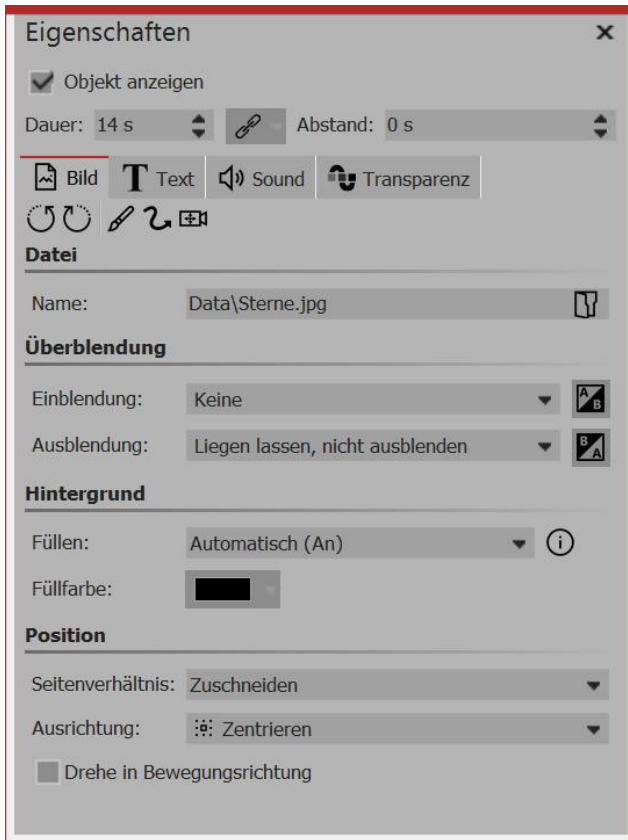 Eigenschaften
Objekt anzeigen
Dauer: 14 s Abstand: 0 s
Bild T Text Sound Transparenz
Datei
Name: Data\Sterne.jpg
Überblendung
Einblendung: Keine A B
Ausblendung: Liegen lassen, nicht ausblenden B A
Hintergrund
Füllen: Automatisch (An) i
Füllfarbe:
Position
Seitenverhältnis: Zuschneiden
Ausrichtung: Zentrieren
Drehe in Bewegungsrichtung